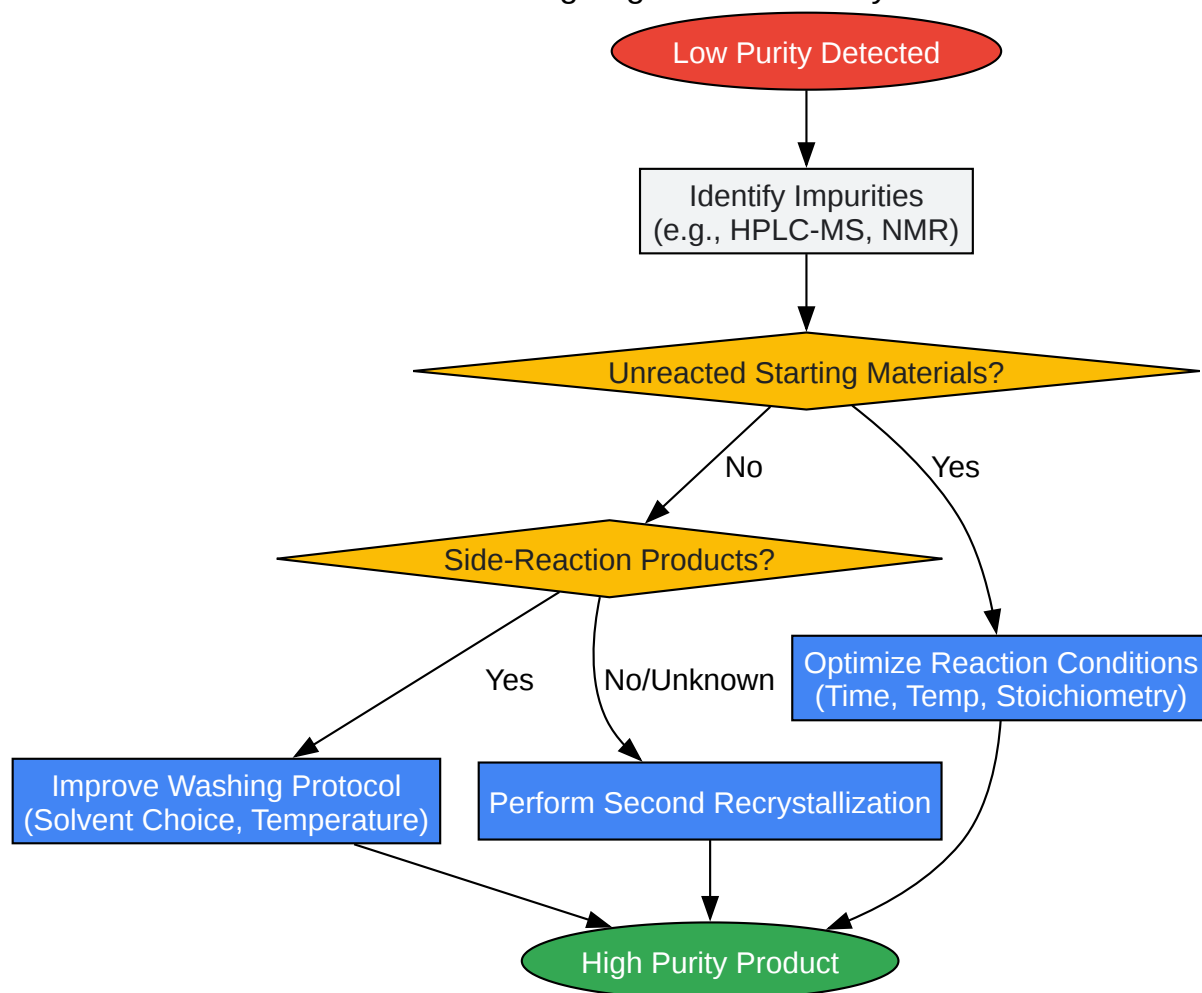 Low Purity Detected
Identify Impurities
(e.g., HPLC-MS, NMR)
Unreacted Starting Materials?
No
Yes
Side-Reaction Products?
Yes
No/Unknown
Optimize Reaction Conditions
(Time, Temp, Stoichiometry)
Improve Washing Protocol
(Solvent Choice, Temperature)
Perform Second Recrystallization
High Purity Product